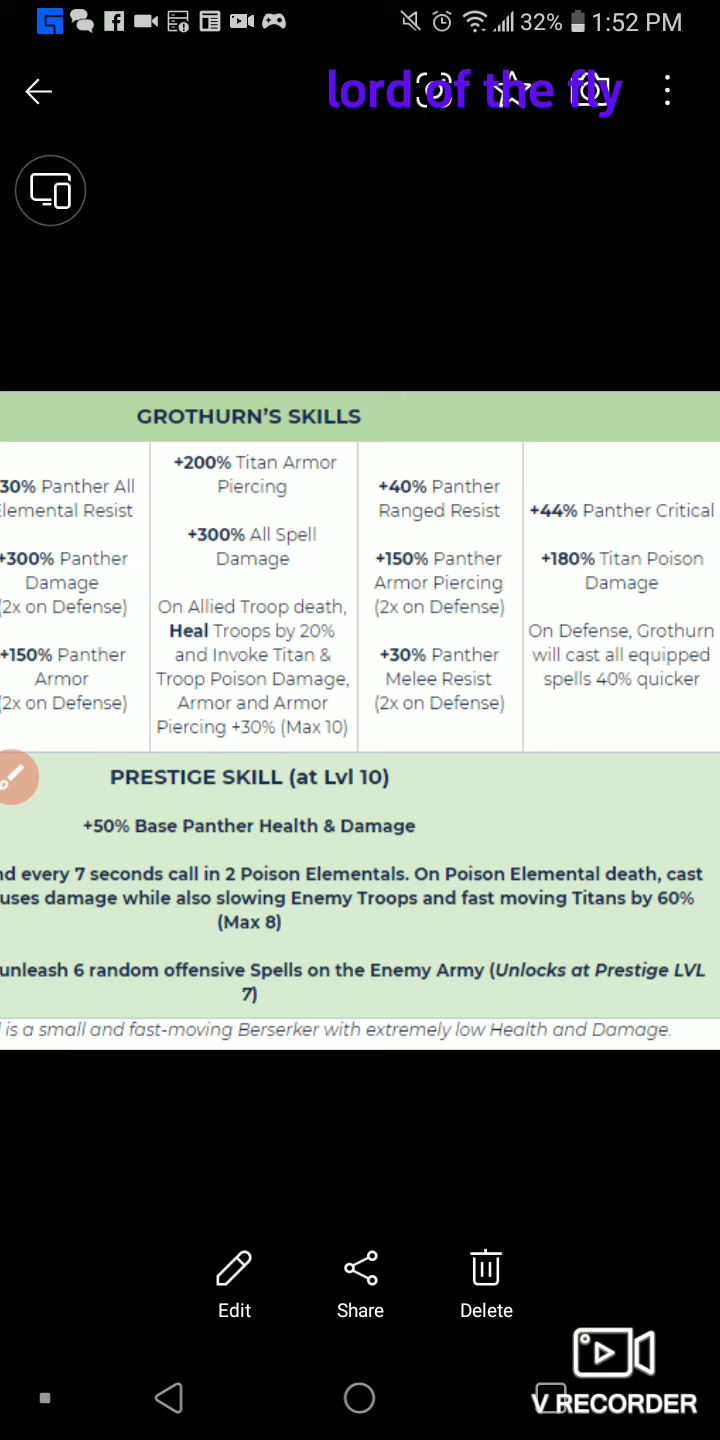 32% 1:52 PM
lord of the fly
GROTHURN'S SKILLS
30% Panther All
Elemental Resist
+300% Panther
Damage
(2x on Defense)
+150% Panther
Armor
(2x on Defense)
+200% Titan Armor
Piercing
+300% All Spell
Damage
On Allied Troop death,
Heal Troops by 20%
and Invoke Titan &
Troop Poison Damage,
Armor and Armor
Piercing +30% (Max 10)
+40% Panther
Ranged Resist
+150% Panther
Armor Piercing
(2x on Defense)
+30% Panther
Melee Resist
(2x on Defense)
+44% Panther Critical
+180% Titan Poison
Damage
On Defense, Grothurn
will cast all equipped
spells 40% quicker
PRESTIGE SKILL (at Lvl 10)
+50% Base Panther Health & Damage
every 7 seconds call in 2 Poison Elementals. On Poison Elemental death, cast
damage while also slowing Enemy Troops and fast moving Titans by 60%
(Max 8)
unleash 6 random offensive Spells on the Enemy Army (Unlocks at Prestige LVL
7)
is a small and fast-moving Berserker with extremely low Health and Damage.
Edit Share Delete
V RECORDER